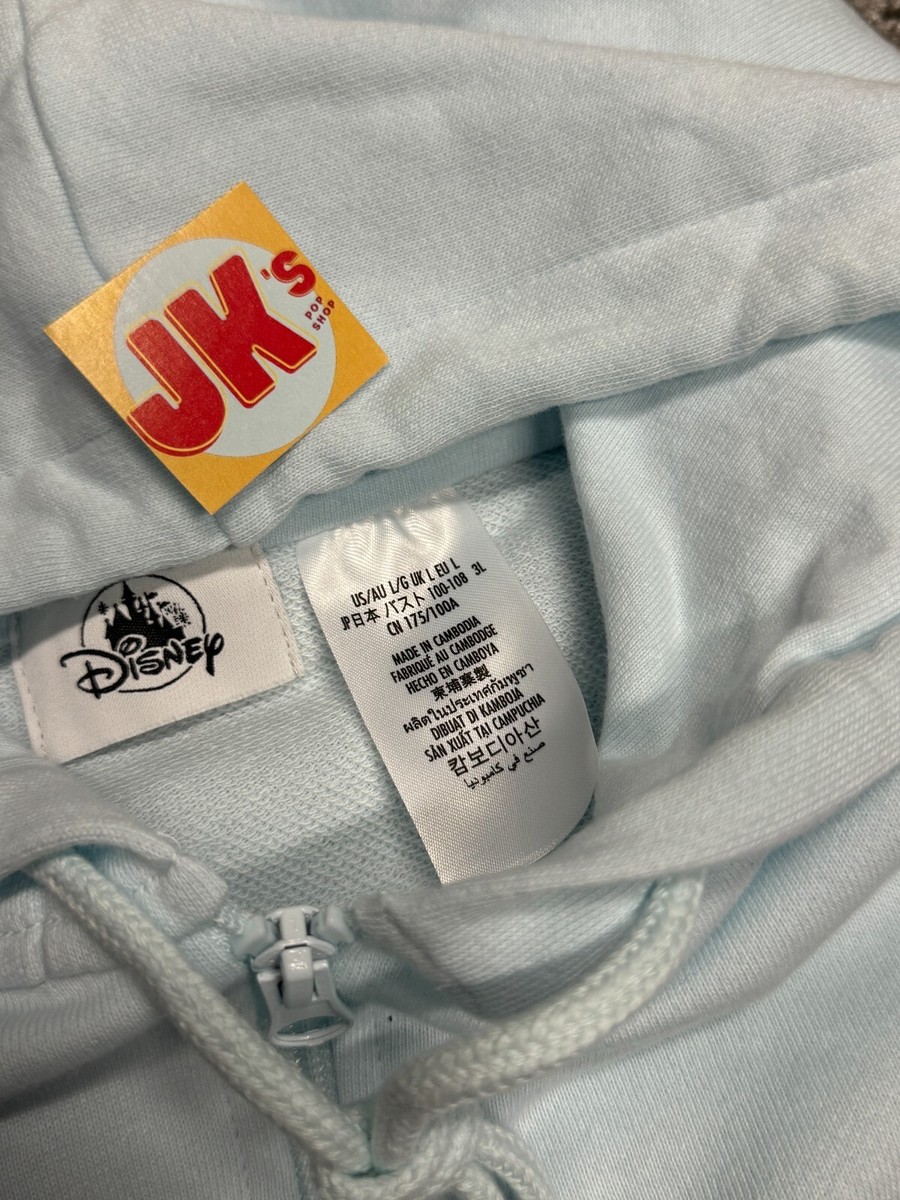 JK's
POP
SHOP
Disney
US/AU L/G UK L EU L
JP日本 バスト 100-108 3L
CN 175/100A
MADE IN CAMBODIA
FABRIQUÉ AU CAMBODGE
HECHO EN CAMBOYA
柬埔寨製
ผลิตในประเทศกัมพูชา
DIBUAT DI KAMBOJA
SẢN XUẤT TẠI CAMPUCHIA
캄보디아산
صنع في كامبوديا